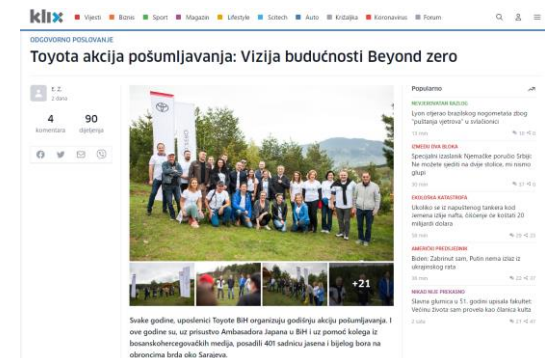 klix
Vijesti
Biznis
Sport
Magazin
Lifestyle
Scitech
Auto
Križaljka
Koronavirus
Forum
ODGOVORNO POSLOVANJE
Toyota akcija pošumljavanja: Vizija budućnosti Beyond zero
E. Z.
2 dana
4
komentara
90
dijeljenja
+21
Svake godine, uposlenici Toyote BiH organizuju godišnju akciju pošumljavanja. I
ove godine su, uz prisustvo Ambasadora Japana u BiH i uz pomoć kolega iz
bosanskohercegovačkih medija, posadili 401 sadnicu jasena i bijelog bora na
obroncima brda oko Sarajeva.
Popularno
NEVJEROVATAN RAZLOG
Lyon otjerao brazilskog nogometaša zbog
"puštanja vjetrova" u svlačionici
IZMEĐU DVA BLOKA
Specijalni izaslanik Njemačke poručio Srbiji:
Ne možete sjediti na dvije stolice, mi nismo
glupi
EKOLOŠKA KATASTROFA
Ukoliko se iz napuštenog tankera kod
Jemena izlije nafta, čišćenje će koštati 20
milijardi dolara
AMERIČKI PREDSJEDNIK
Biden: Zabrinut sam, Putin nema izlaz iz
ukrajinskog rata
NIKAD NIJE PREKASNO
Slavna glumica u 51. godini upisala fakultet:
Većinu života sam provela kao članica kulta